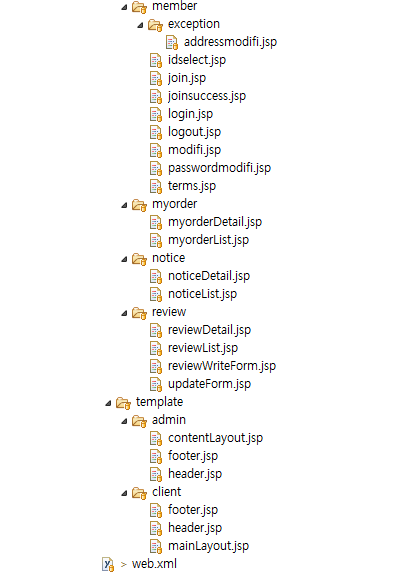 member
exception
addressmodifi.jsp
idselect.jsp
join.jsp
joinsuccess.jsp
login.jsp
logout.jsp
modifi.jsp
passwordmodifi.jsp
terms.jsp
myorder
myorderDetail.jsp
myorderList.jsp
notice
noticeDetail.jsp
noticeList.jsp
review
reviewDetail.jsp
reviewList.jsp
reviewWriteForm.jsp
updateForm.jsp
template
admin
contentLayout.jsp
footer.jsp
header.jsp
client
footer.jsp
header.jsp
mainLayout.jsp
> web.xml